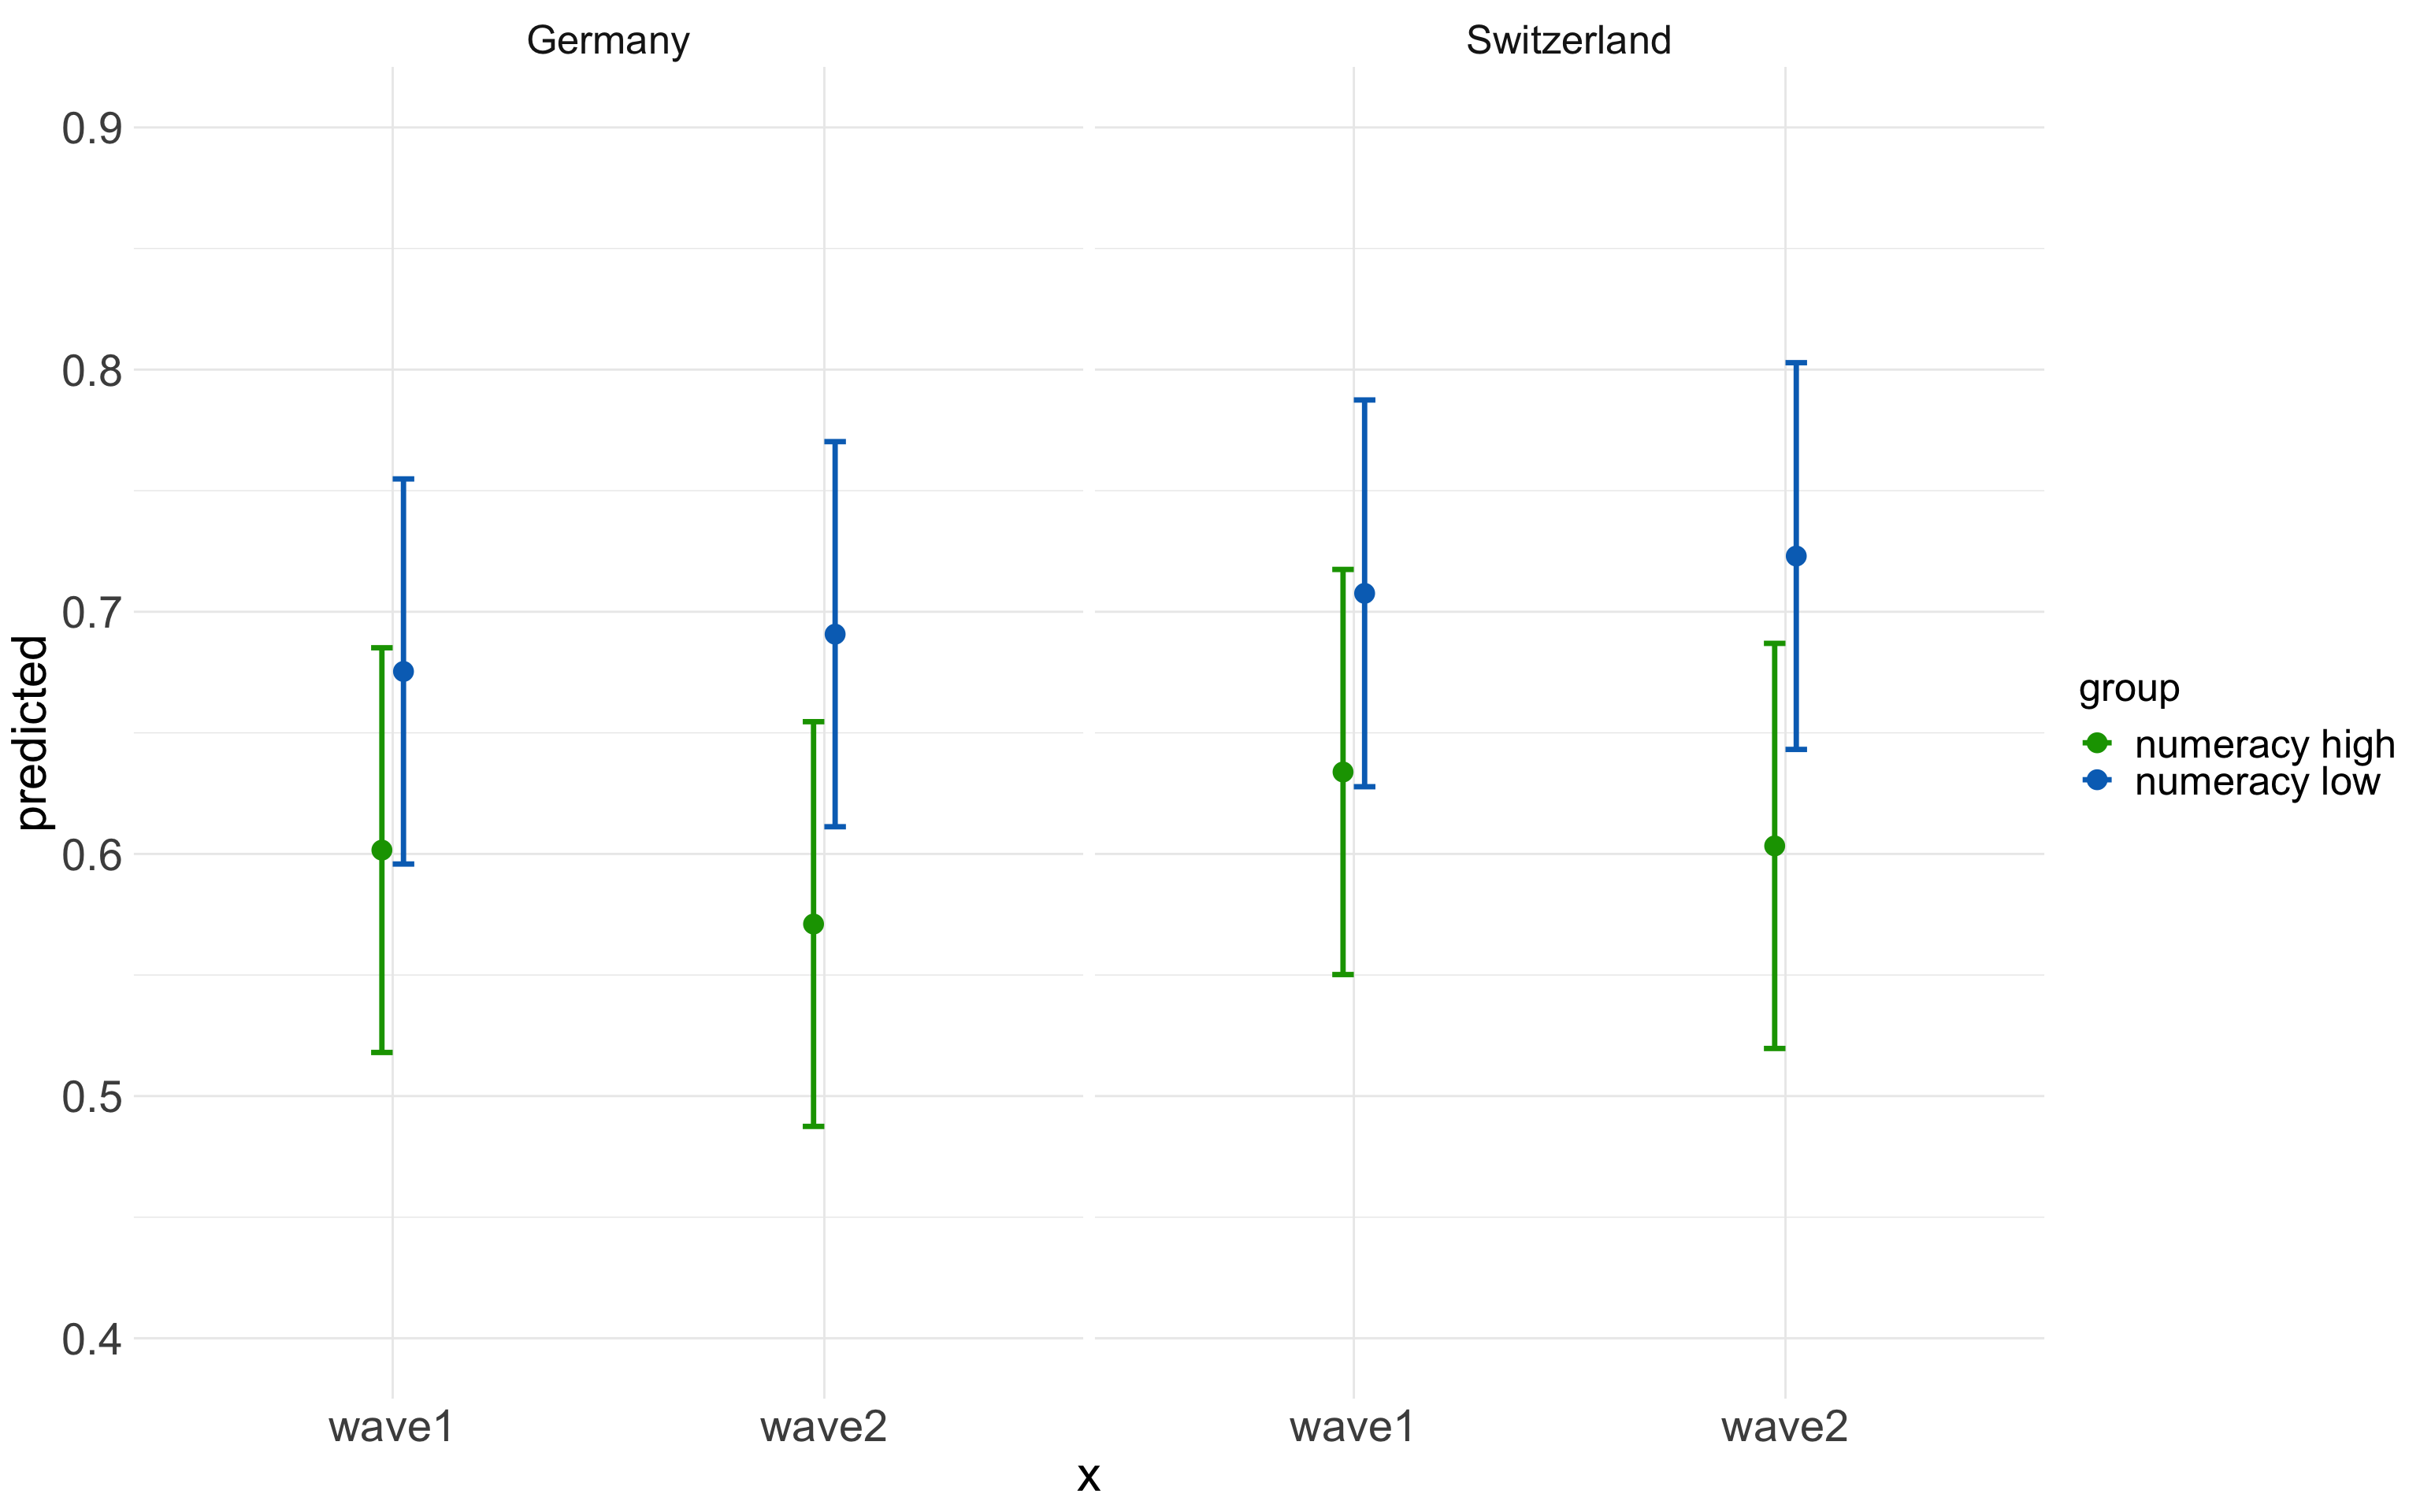 Germany
Switzerland
0.9
0.8
0.7
0.6
0.5
0.4
predicted
wave1
wave2
wave1
wave2
x
group
numeracy high
numeracy low